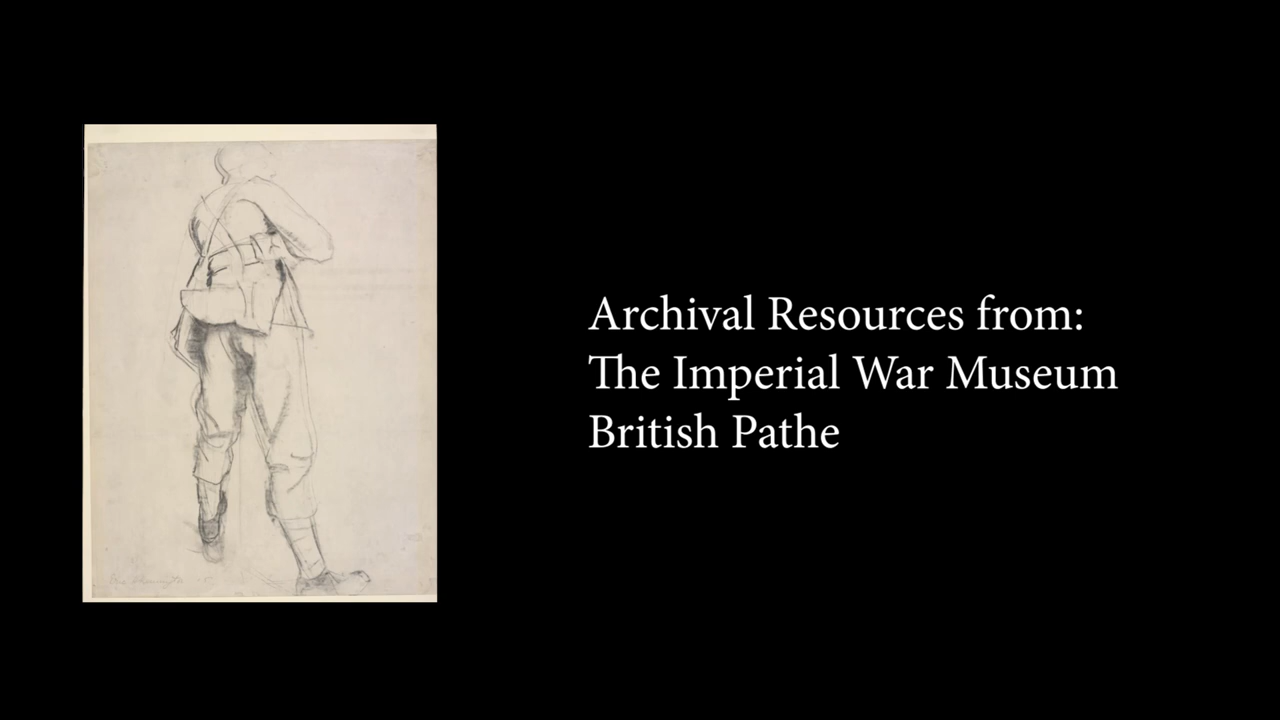 Archival Resources from:
The Imperial War Museum
British Pathe